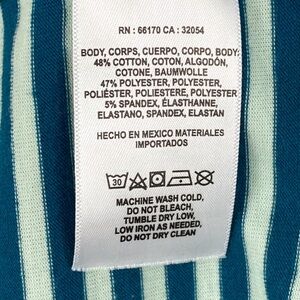 RN : 66170 CA : 32054
BODY, CORPS, CUERPO, CORPO, BODY:
48% COTTON, COTON, ALGODÓN,
COTONE, BAUMWOLLE
47% POLYESTER, POLYESTER,
POLIÉSTER, POLIESTERE, POLYESTER
5% SPANDEX, ÉLASTHANNE,
ELASTANO, SPANDEX, ELASTAN
HECHO EN MEXICO MATERIALES
IMPORTADOS
30
MACHINE WASH COLD,
DO NOT BLEACH,
TUMBLE DRY LOW,
LOW IRON AS NEEDED,
DO NOT DRY CLEAN